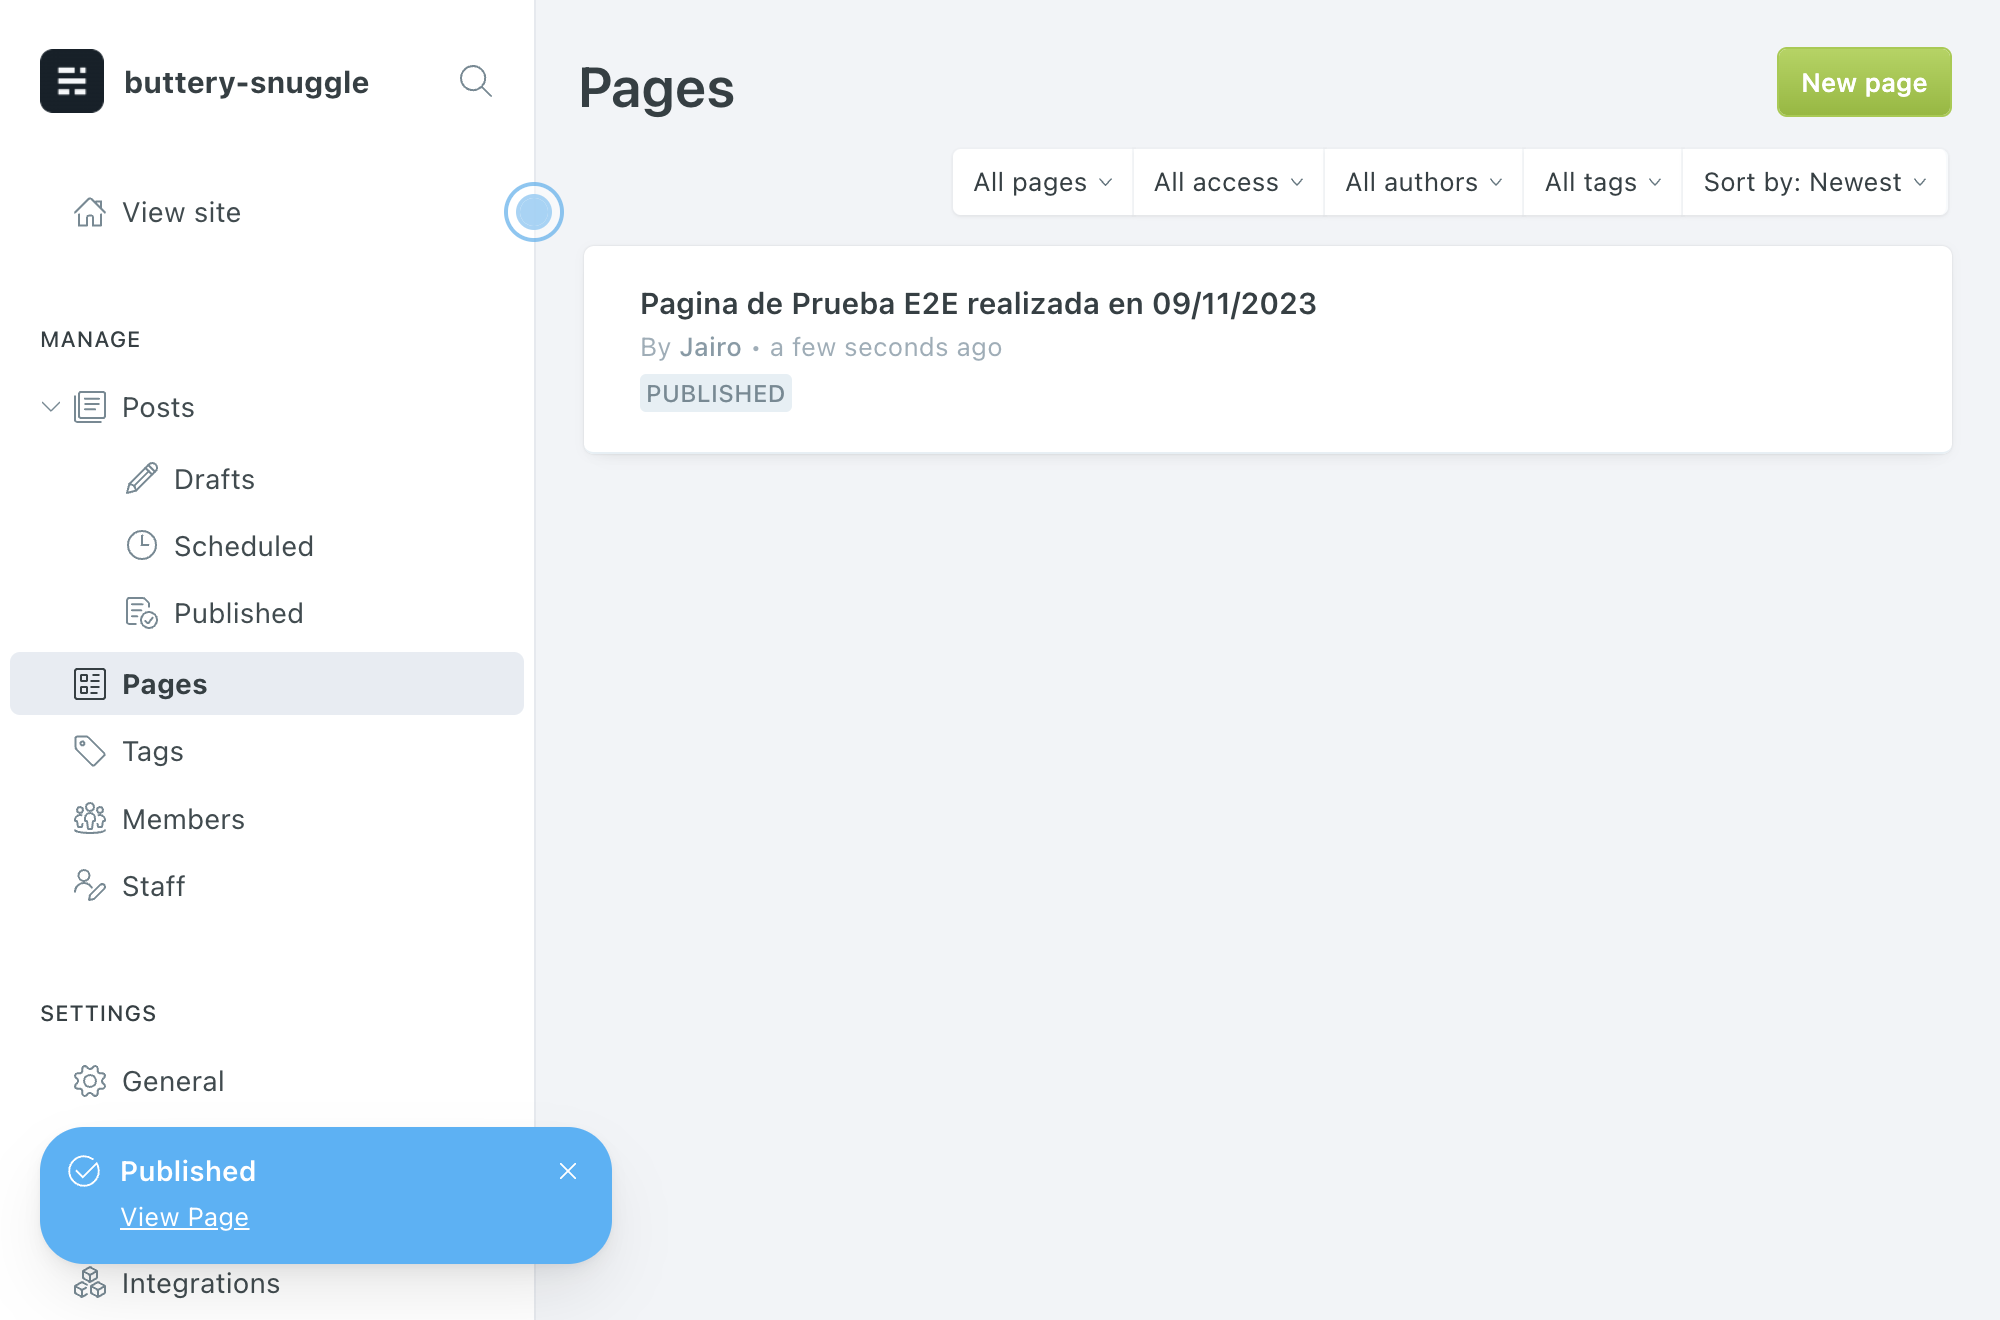 buttery-snuggle
View site
MANAGE
Posts
Drafts
Scheduled
Published
Pages
Tags
Members
Staff
SETTINGS
General
Published
View Page
Integrations
Pages
New page
All pages
All access
All authors
All tags
Sort by: Newest
Pagina de Prueba E2E realizada en 09/11/2023
By Jairo • a few seconds ago
PUBLISHED